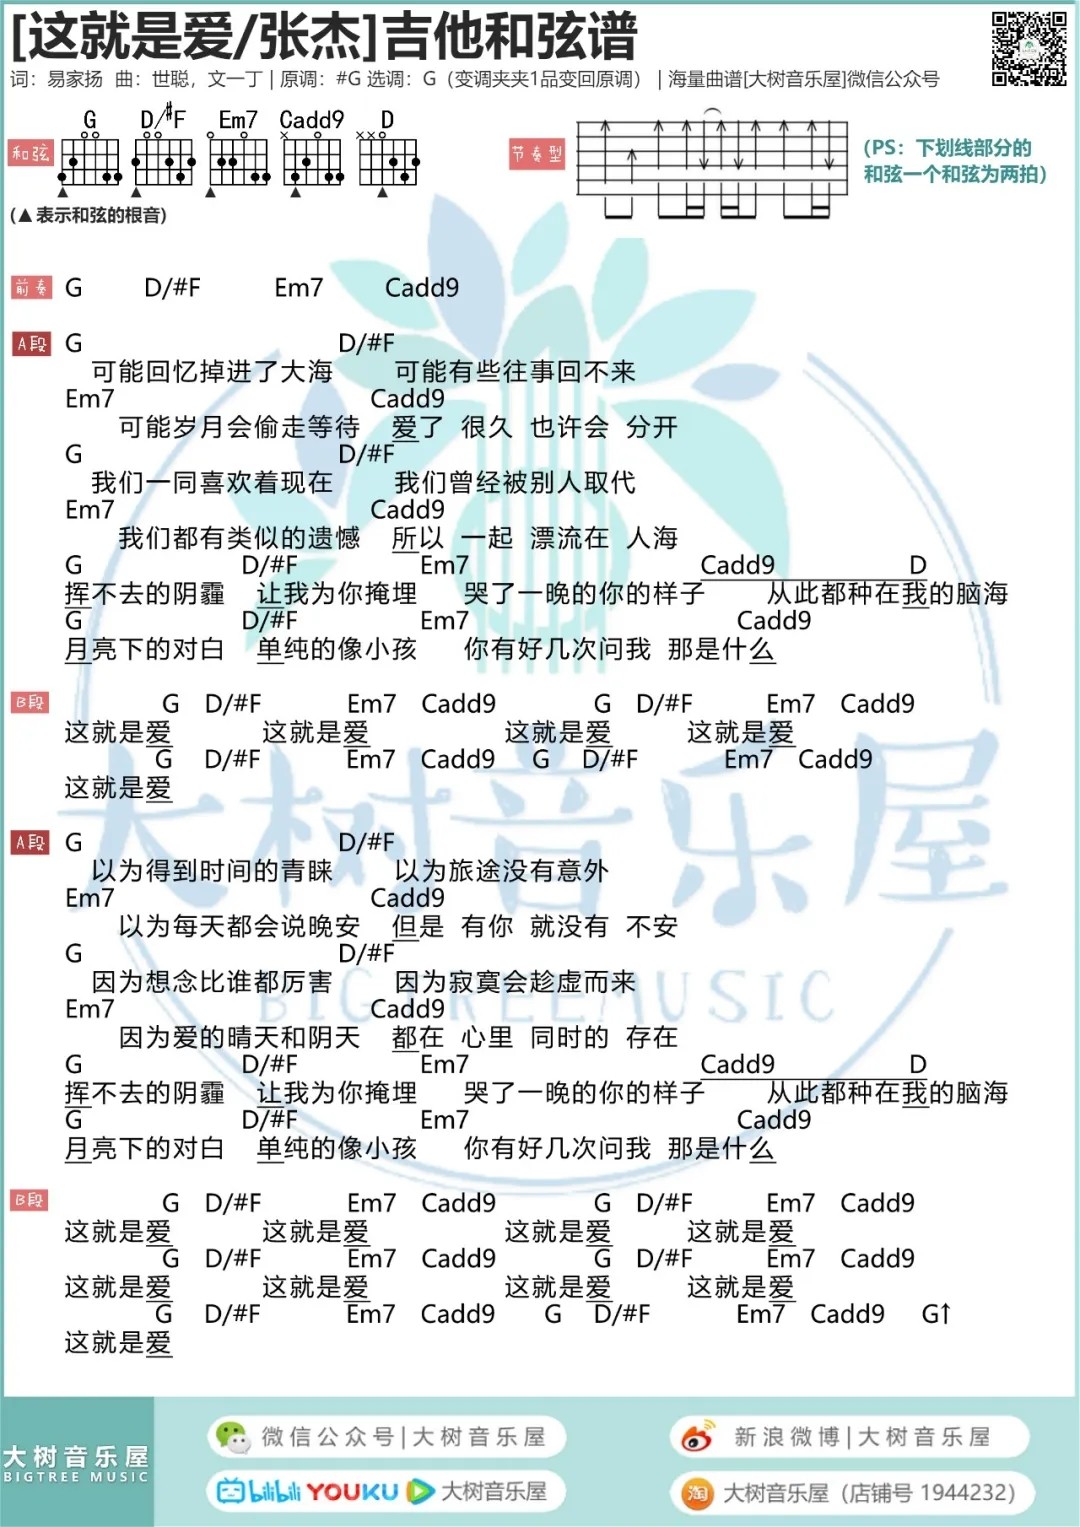 [这就是爱/张杰]吉他和弦谱
词：易家扬 曲：世聪，文一丁 | 原调：#G 选调：G（变调夹夹1品变回原调） | 海量曲谱[大树音乐屋]微信公众号
和弦 G D/#F Em7 Cadd9 D
节奏型
(PS：下划线部分的
和弦一个和弦为两拍)
(▲表示和弦的根音)
前奏 G D/#F Em7 Cadd9
A段 G D/#F
可能回忆掉进了大海 可能有些往事回不来
Em7 Cadd9
可能岁月会偷走等待 爱了 很久 也许会 分开
G D/#F
我们一同喜欢着现在 我们曾经被别人取代
Em7 Cadd9
我们都有类似的遗憾 所以 一起 漂流在 人海
G D/#F Em7 Cadd9 D
挥不去的阴霾 让我为你掩埋 哭了一晚的你的样子 从此都种在我的脑海
G D/#F Em7 Cadd9
月亮下的对白 单纯的像小孩 你有好几次问我 那是什么
B段 G D/#F Em7 Cadd9 G D/#F Em7 Cadd9
这就是爱 这就是爱 这就是爱 这就是爱
G D/#F Em7 Cadd9 G D/#F Em7 Cadd9
这就是爱
A段 G D/#F
以为得到时间的青睐 以为旅途没有意外
Em7 Cadd9
以为每天都会说晚安 但是 有你 就没有 不安
G D/#F
因为想念比谁都厉害 因为寂寞会趁虚而来
Em7 Cadd9
因为爱的晴天和阴天 都在 心里 同时的 存在
G D/#F Em7 Cadd9 D
挥不去的阴霾 让我为你掩埋 哭了一晚的你的样子 从此都种在我的脑海
G D/#F Em7 Cadd9
月亮下的对白 单纯的像小孩 你有好几次问我 那是什么
B段 G D/#F Em7 Cadd9 G D/#F Em7 Cadd9
这就是爱 这就是爱 这就是爱 这就是爱
G D/#F Em7 Cadd9 G D/#F Em7 Cadd9
这就是爱 这就是爱 这就是爱 这就是爱
G D/#F Em7 Cadd9 G D/#F Em7 Cadd9 G↑
这就是爱
大树音乐屋
BIGTREEMUSIC
大树音乐屋
BIGTREE MUSIC
微信公众号|大树音乐屋
新浪微博|大树音乐屋
bilibili YOUKU 大树音乐屋
淘 大树音乐屋（店铺号 1944232）